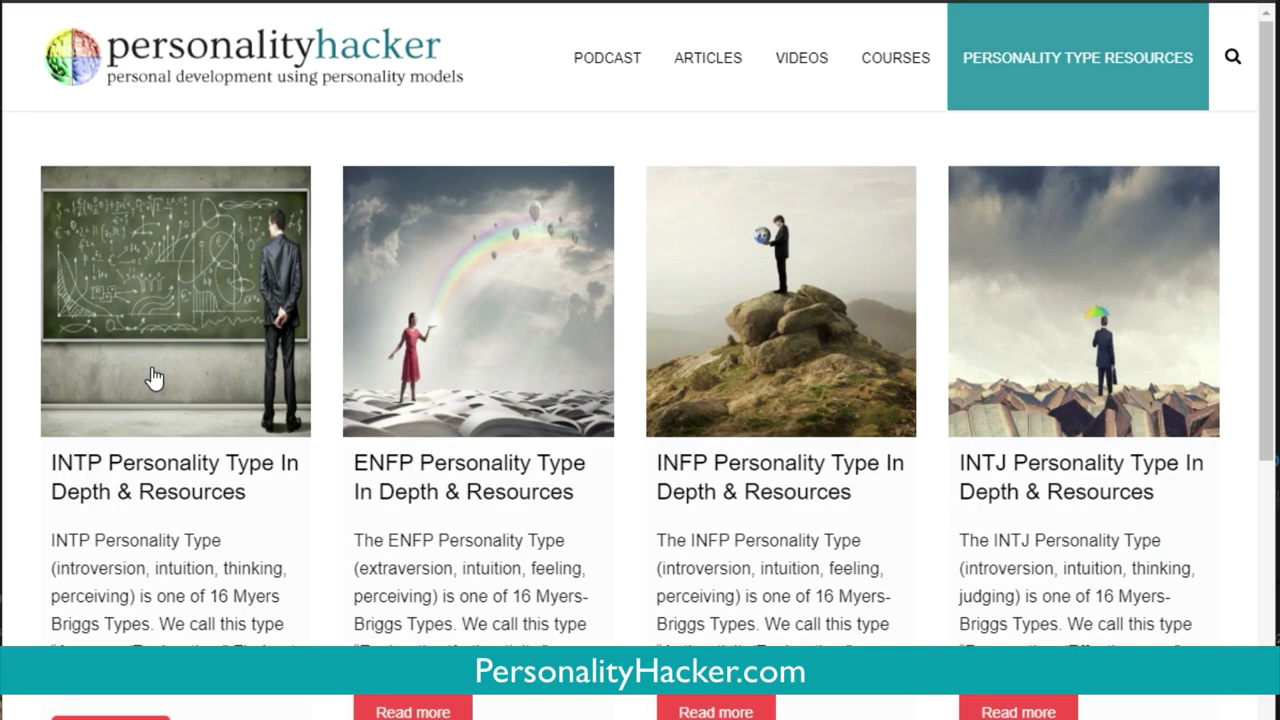 personalityhacker
personal development using personality models
PODCAST
ARTICLES
VIDEOS
COURSES
PERSONALITY TYPE RESOURCES
INTP Personality Type In
Depth & Resources
INTP Personality Type
(introversion, intuition, thinking,
perceiving) is one of 16 Myers
Briggs Types. We call this type
ENFP Personality Type
In Depth & Resources
The ENFP Personality Type
(extraversion, intuition, feeling,
perceiving) is one of 16 Myers-
Briggs Types. We call this type
Read more
INFP Personality Type In
Depth & Resources
The INFP Personality Type
(introversion, intuition, feeling,
perceiving) is one of 16 Myers-
Briggs Types. We call this type
Read more
INTJ Personality Type In
Depth & Resources
The INTJ Personality Type
(introversion, intuition, thinking,
judging) is one of 16 Myers-
Briggs Types. We call this type
Read more
PersonalityHacker.com